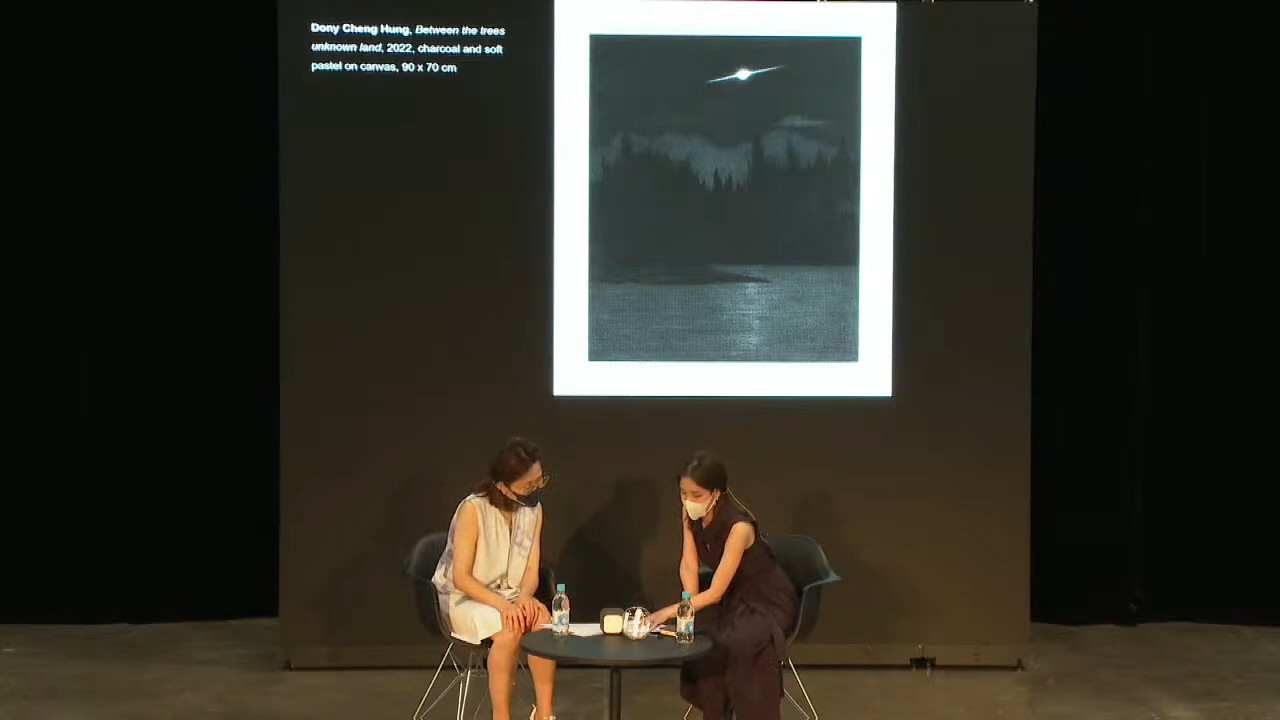 Dony Cheng Hung, Between the trees
unknown land, 2022, charcoal and soft
pastel on canvas, 90 x 70 cm